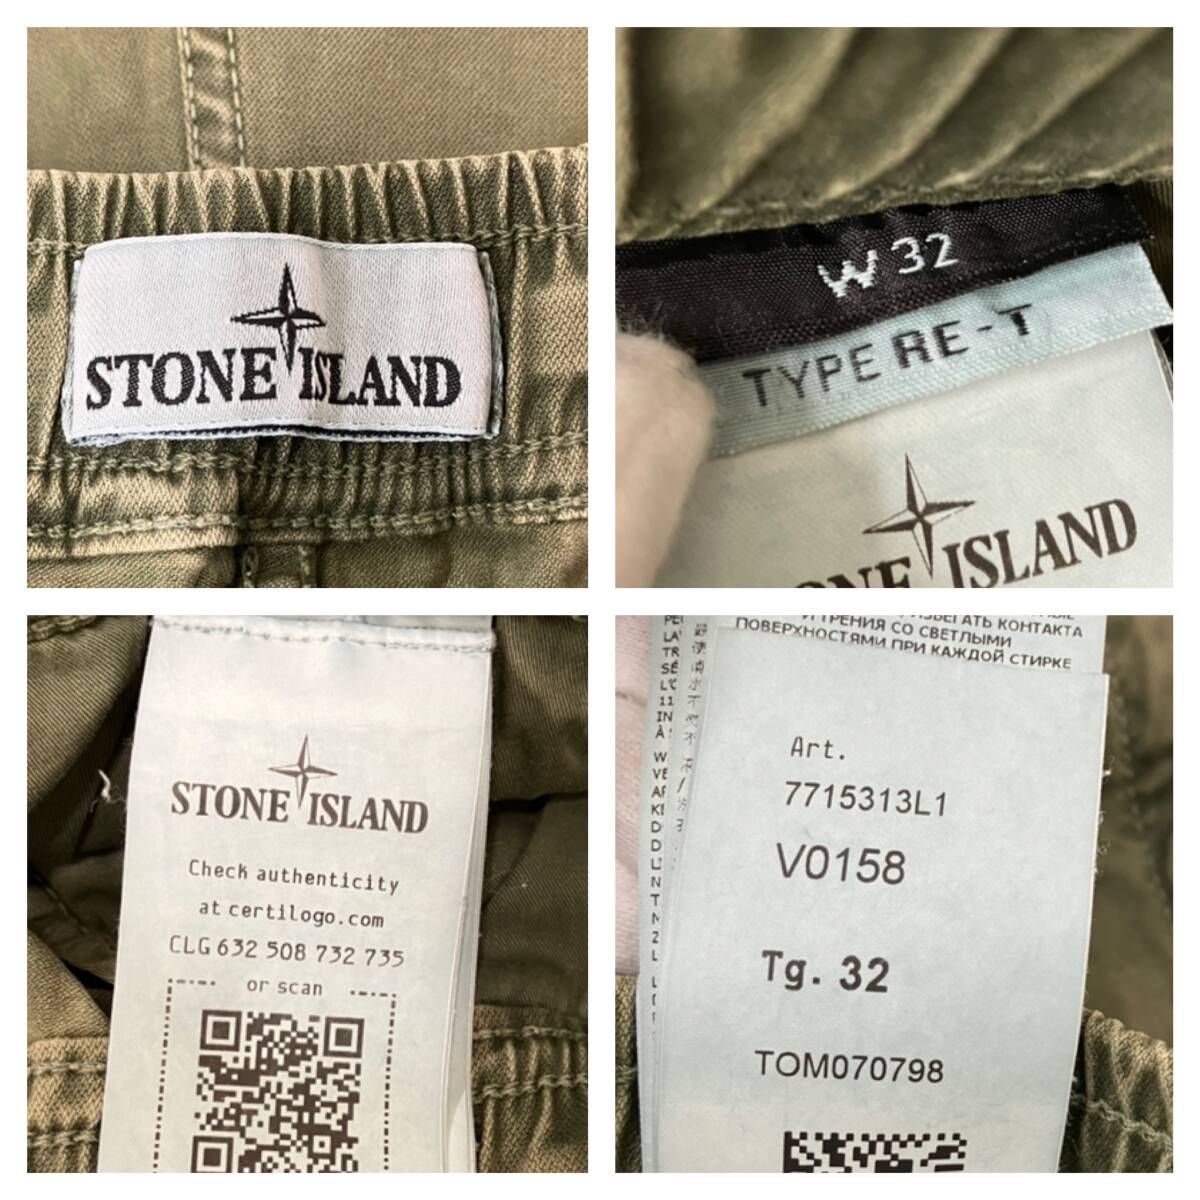 STONE ISLAND
W 32
TYPE RE-T
ISLAND
STONE ISLAND
Check authenticity
at certilogo.com
CLG 632 508 732 735
or scan
ИЗБЕГАТЬ КОНТАКТА
И ТРЕНИЯ СО СВЕТЛЫМИ
ПОВЕРХНОСТЯМИ ПРИ КАЖДОЙ СТИРКЕ
Art.
7715313L1
V0158
Tg. 32
TOM070798